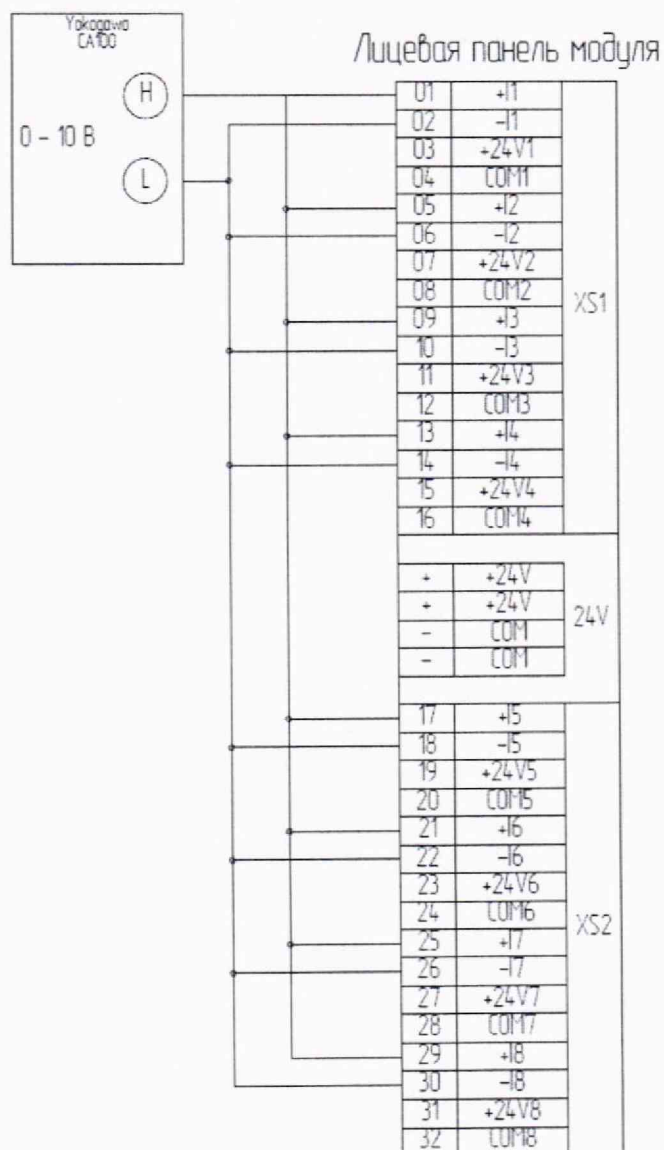 Yokogawa
CA100
Лицевая панель модуля
H
0 – 10 В
L
01 +I1
02 –I1
03 +24V1
04 COM1
05 +I2
06 –I2
07 +24V2
08 COM2
XS1
09 +I3
10 –I3
11 +24V3
12 COM3
13 +I4
14 –I4
15 +24V4
16 COM4
+ +24V
+ +24V
24V
– COM
– COM
17 +I5
18 –I5
19 +24V5
20 COM5
21 +I6
22 –I6
23 +24V6
24 COM6
XS2
25 +I7
26 –I7
27 +24V7
28 COM7
29 +I8
30 –I8
31 +24V8
32 COM8